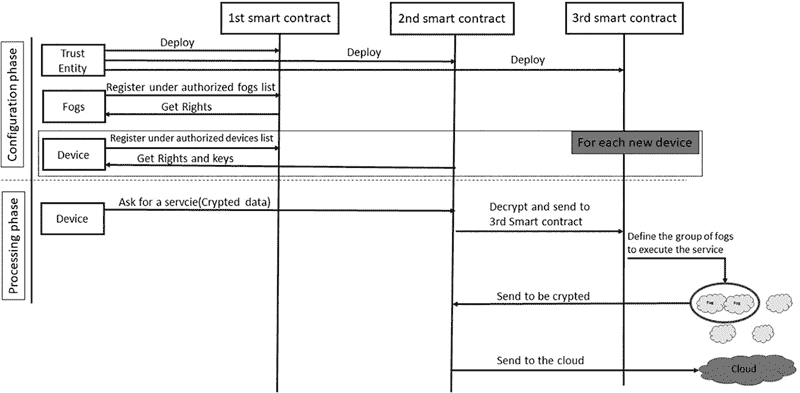 1st smart contract
2nd smart contract
3rd smart contract
Configuration phase
Trust
Entity
Deploy
Deploy
Deploy
Fogs
Register under authorized fogs list
Get Rights
Device
Register under authorized devices list
Get Rights and keys
For each new device
Processing phase
Device
Ask for a servcie(Crypted data)
Decrypt and send to
3rd Smart contract
Define the group of fogs
to execute the service
Fog
Fog
Send to be crypted
Send to the cloud
Cloud